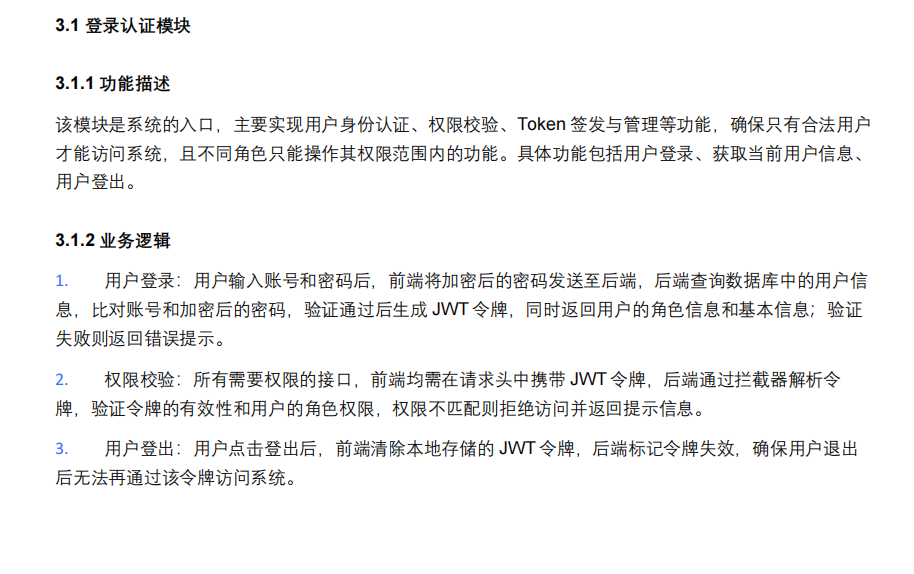 3.1 登录认证模块
3.1.1 功能描述
该模块是系统的入口，主要实现用户身份认证、权限校验、Token 签发与管理等功能，确保只有合法用户
才能访问系统，且不同角色只能操作其权限范围内的功能。具体功能包括用户登录、获取当前用户信息、
用户登出。
3.1.2 业务逻辑
1. 用户登录：用户输入账号和密码后，前端将加密后的密码发送至后端，后端查询数据库中的用户信
息，比对账号和加密后的密码，验证通过后生成 JWT 令牌，同时返回用户的角色信息和基本信息；验证
失败则返回错误提示。
2. 权限校验：所有需要权限的接口，前端均需在请求头中携带 JWT 令牌，后端通过拦截器解析令
牌，验证令牌的有效性和用户的角色权限，权限不匹配则拒绝访问并返回提示信息。
3. 用户登出：用户点击登出后，前端清除本地存储的 JWT 令牌，后端标记令牌失效，确保用户退出
后无法再通过该令牌访问系统。